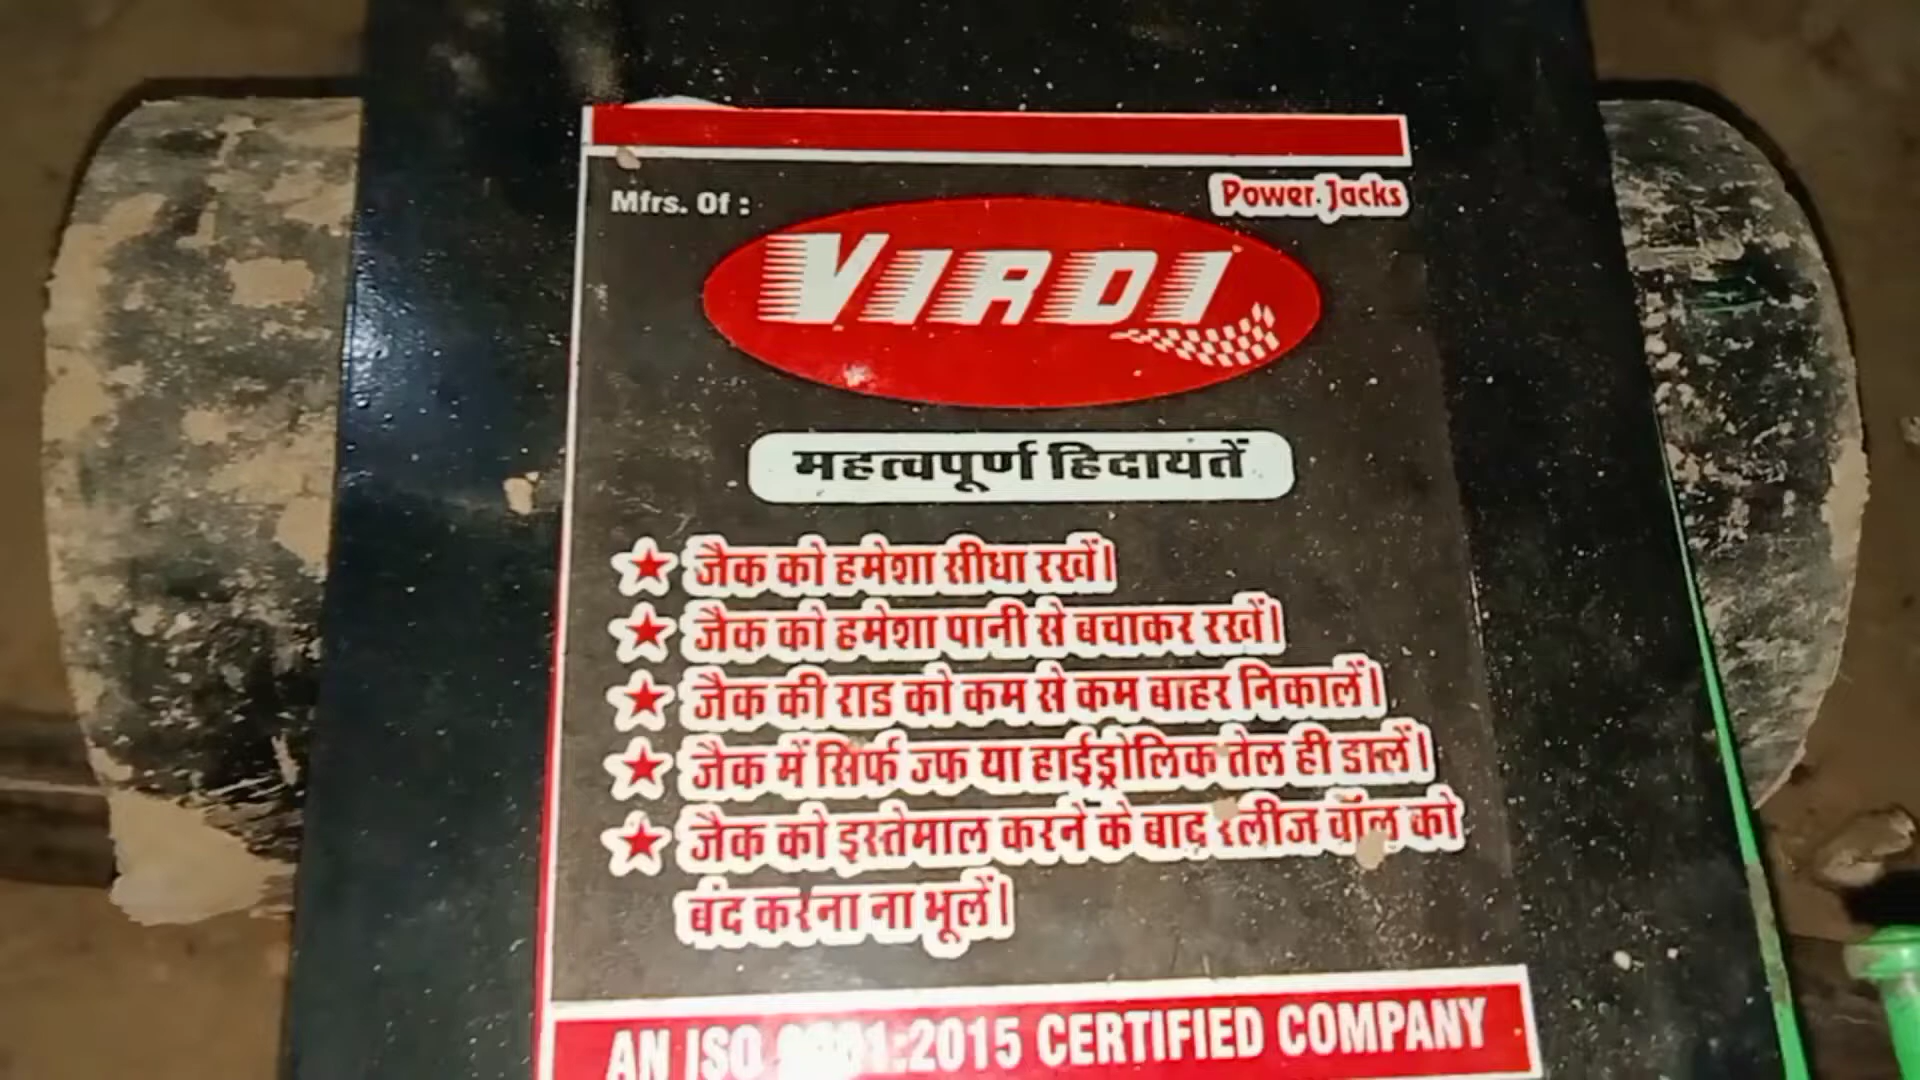 Mfrs. Of :
Power Jacks
VIRDI
महत्वपूर्ण हिदायतें
★ जैक को हमेशा सीधा रखें।
★ जैक को हमेशा पानी से बचाकर रखें।
★ जैक की राड को कम से कम बाहर निकालें।
★ जैक में सिर्फ ज्फ या हाईड्रोलिक तेल ही डालें।
★ जैक को इस्तेमाल करने के बाद रलीज वॉल को
बंद करना ना भूलें।
AN ISO :2015 CERTIFIED COMPANY